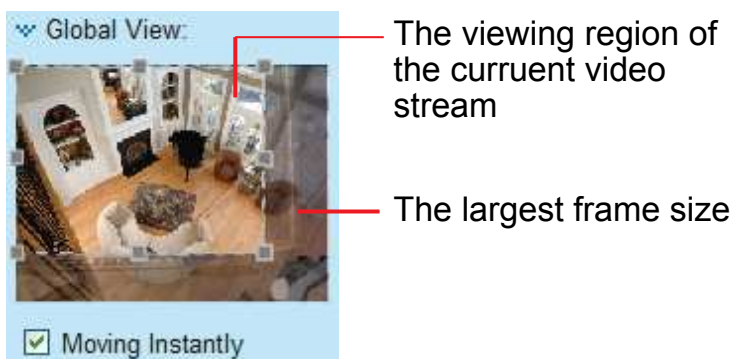 Global View:
The viewing region of
the curruent video
stream
The largest frame size
Moving Instantly